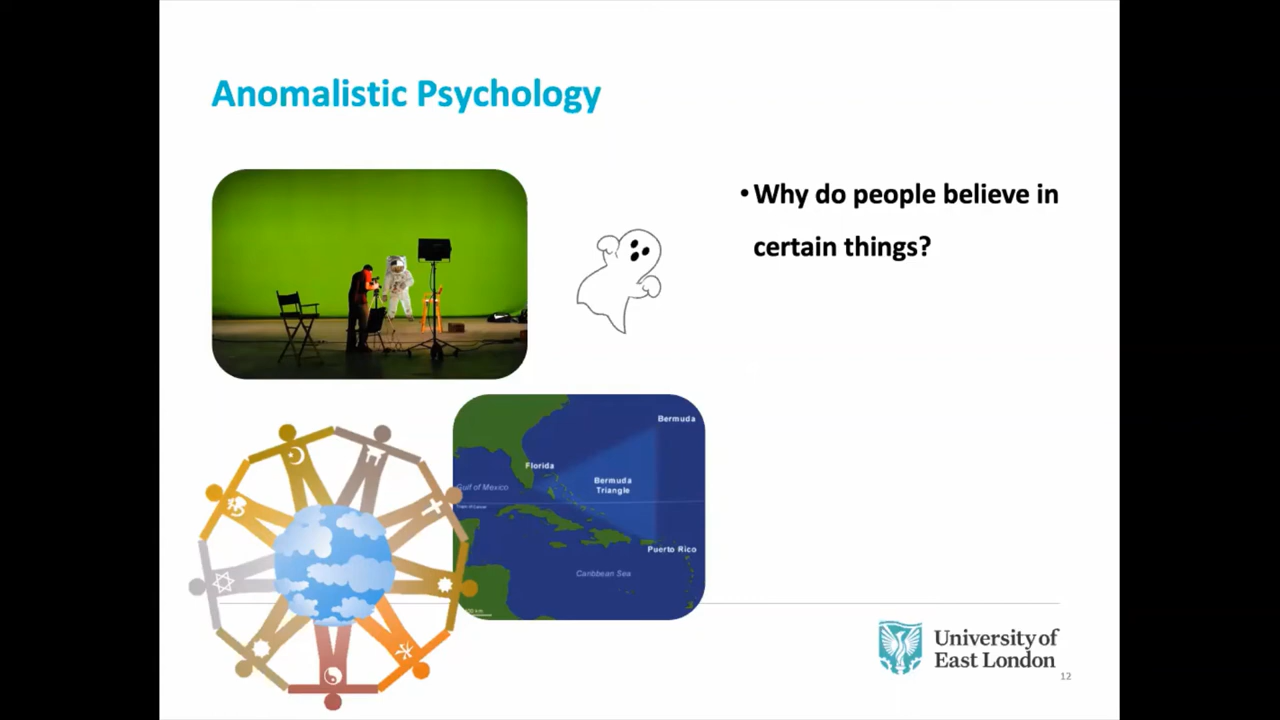 Anomalistic Psychology
• Why do people believe in
certain things?
Bermuda
Florida
Bermuda
Triangle
Gulf of Mexico
Puerto Rico
Caribbean Sea
University of
East London
12